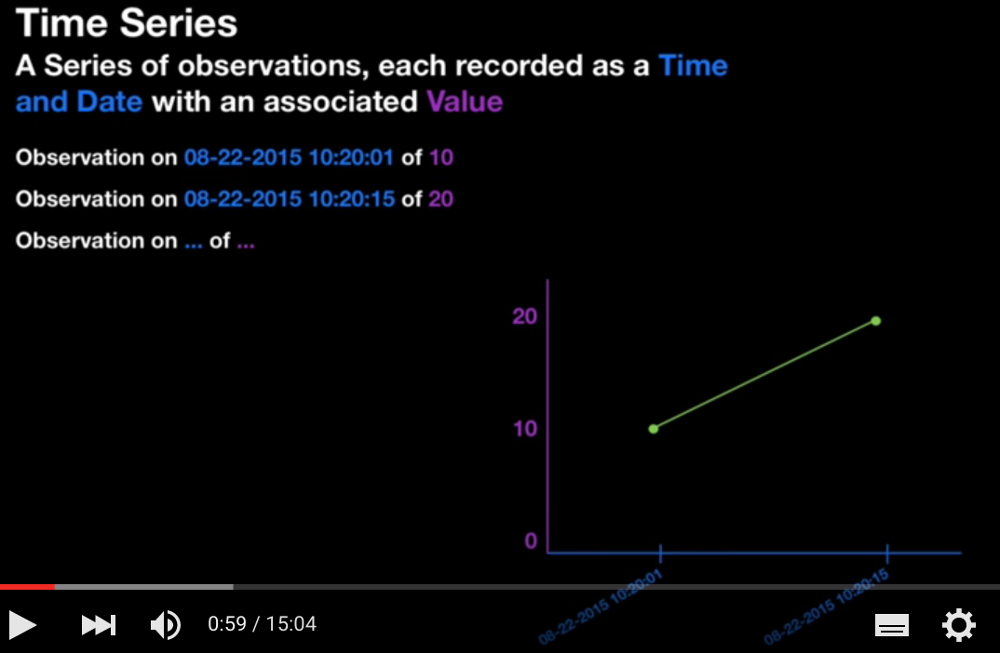 Time Series
A Series of observations, each recorded as a Time
and Date with an associated Value
Observation on 08-22-2015 10:20:01 of 10
Observation on 08-22-2015 10:20:15 of 20
Observation on ... of ...
20
10
0
08-22-2015 10:20:01
08-22-2015 10:20:15
0:59 / 15:04